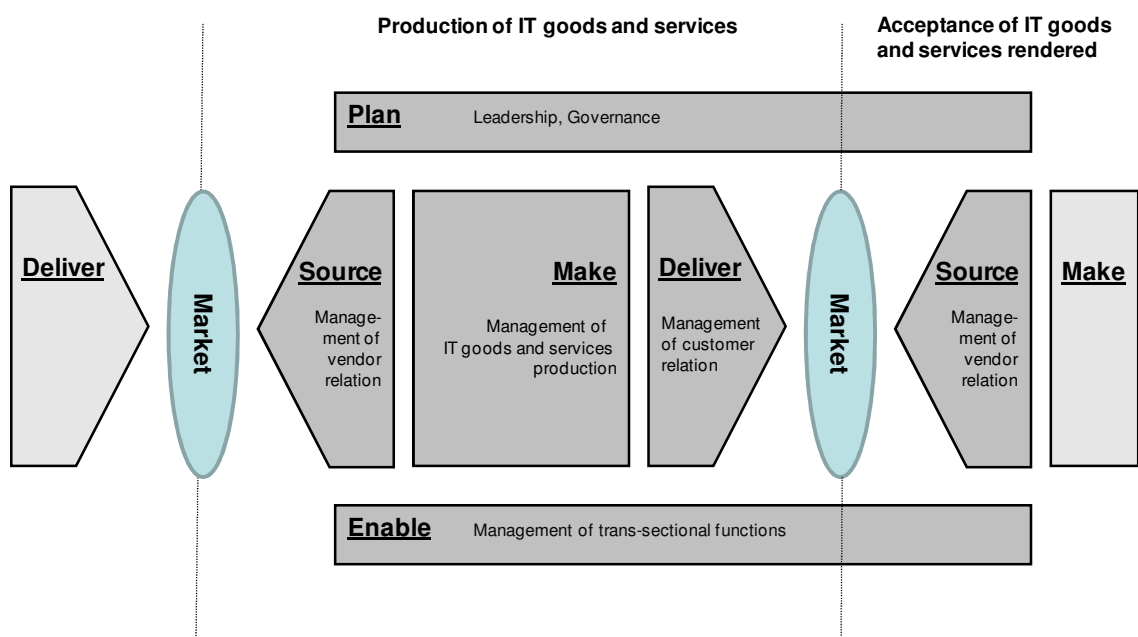 Production of IT goods and services
Acceptance of IT goods
and services rendered
Plan
Leadership, Governance
Deliver
Market
Source
Manage-
ment of
vendor
relation
Make
Management of
IT goods and services
production
Deliver
Management
of customer
relation
Market
Source
Manage-
ment of
vendor
relation
Make
Enable
Management of trans-sectional functions